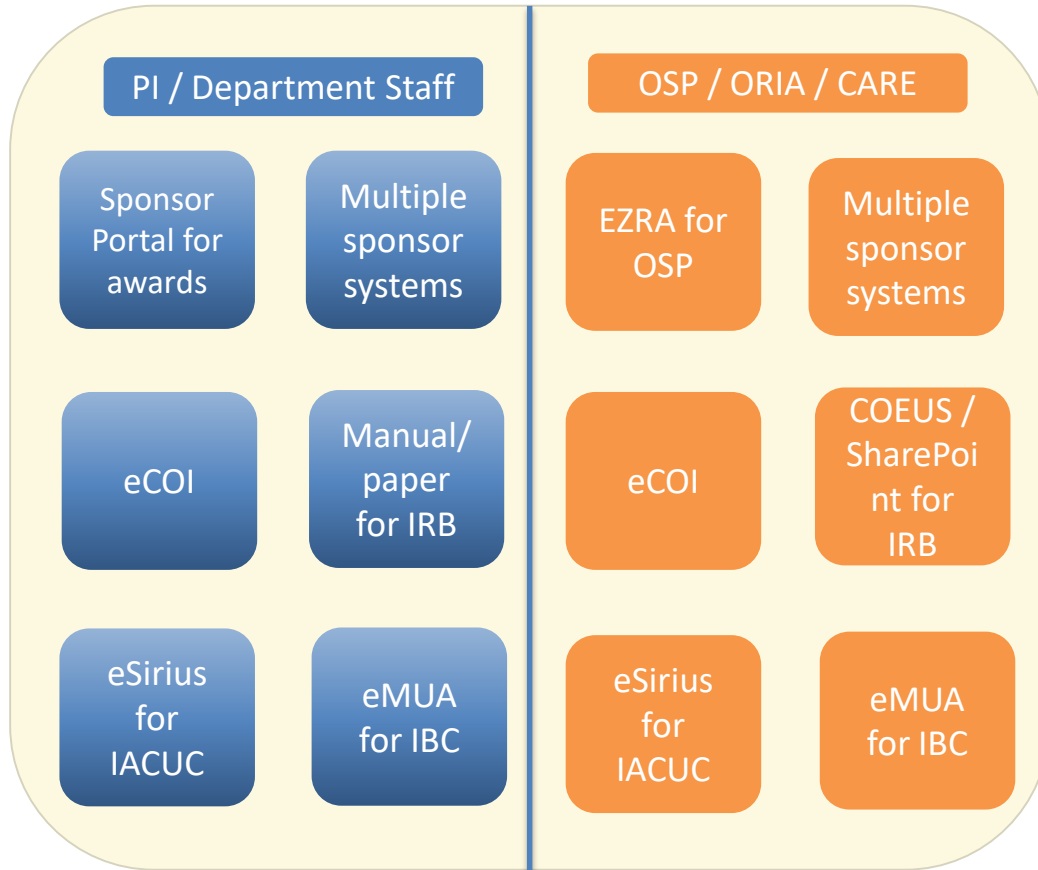 PI / Department Staff
Sponsor
Portal for
awards
Multiple
sponsor
systems
eCOI
Manual/
paper
for IRB
eSirius
for
IACUC
eMUA
for IBC
OSP / ORIA / CARE
EZRA for
OSP
Multiple
sponsor
systems
eCOI
COEUS /
SharePoi
nt for
IRB
eSirius
for
IACUC
eMUA
for IBC